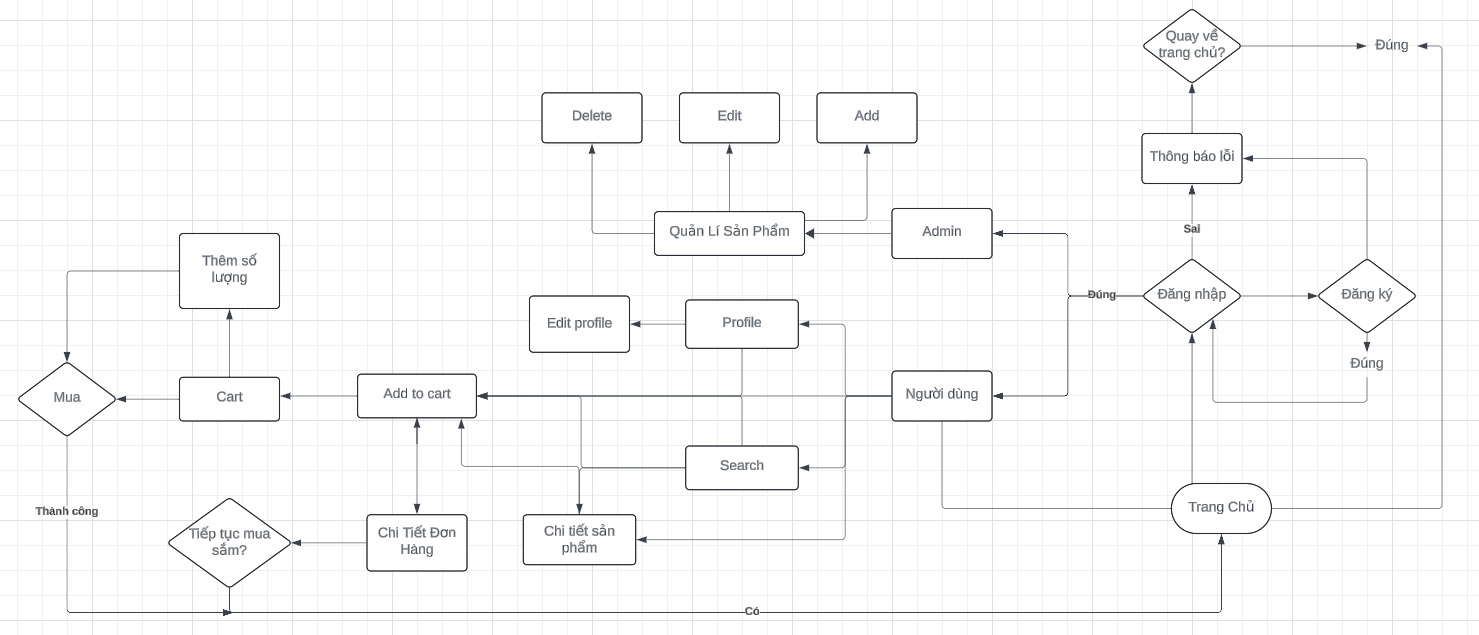 Quay về
trang chủ?
Đúng
Delete
Edit
Add
Thông báo lỗi
Sai
Quản Lí Sản Phẩm
Admin
Thêm số
lượng
Đúng
Đăng nhập
Đăng ký
Edit profile
Profile
Đúng
Mua
Cart
Add to cart
Người dùng
Search
Thành công
Trang Chủ
Tiếp tục mua
sắm?
Chi Tiết Đơn
Hàng
Chi tiết sản
phẩm
Có